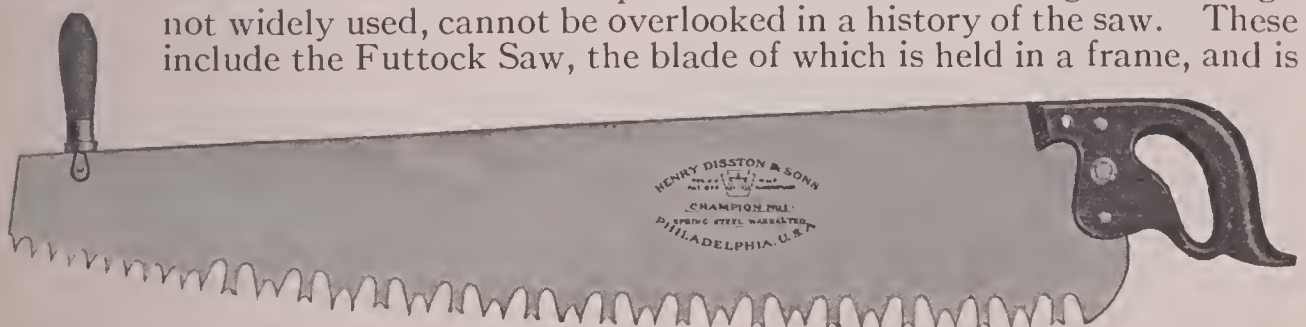 not widely used, cannot be overlooked in a history of the saw. These
include the Futtock Saw, the blade of which is held in a frame, and is
HENRY DISSTON & SONS
CHAMPION No.1
SPRING STEEL WARRANTED
PHILADELPHIA, U.S.A